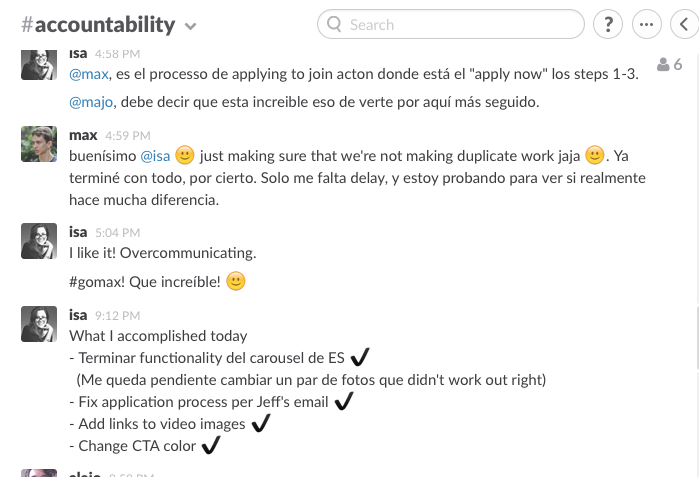 #accountability
Search
?
6
isa 4:58 PM
@max, es el processo de applying to join acton donde está el "apply now" los steps 1-3.
@majo, debe decir que esta increible eso de verte por aquí más seguido.
max 4:59 PM
buenísimo @isa 🙂 just making sure that we're not making duplicate work jaja 🙂. Ya
terminé con todo, por cierto. Solo me falta delay, y estoy probando para ver si realmente
hace mucha diferencia.
isa 5:04 PM
I like it! Overcommunicating.
#gomax! Que increíble! 🙂
isa 9:12 PM
What I accomplished today
- Terminar functionality del carousel de ES ✔
(Me queda pendiente cambiar un par de fotos que didn't work out right)
- Fix application process per Jeff's email ✔
- Add links to video images ✔
- Change CTA color ✔